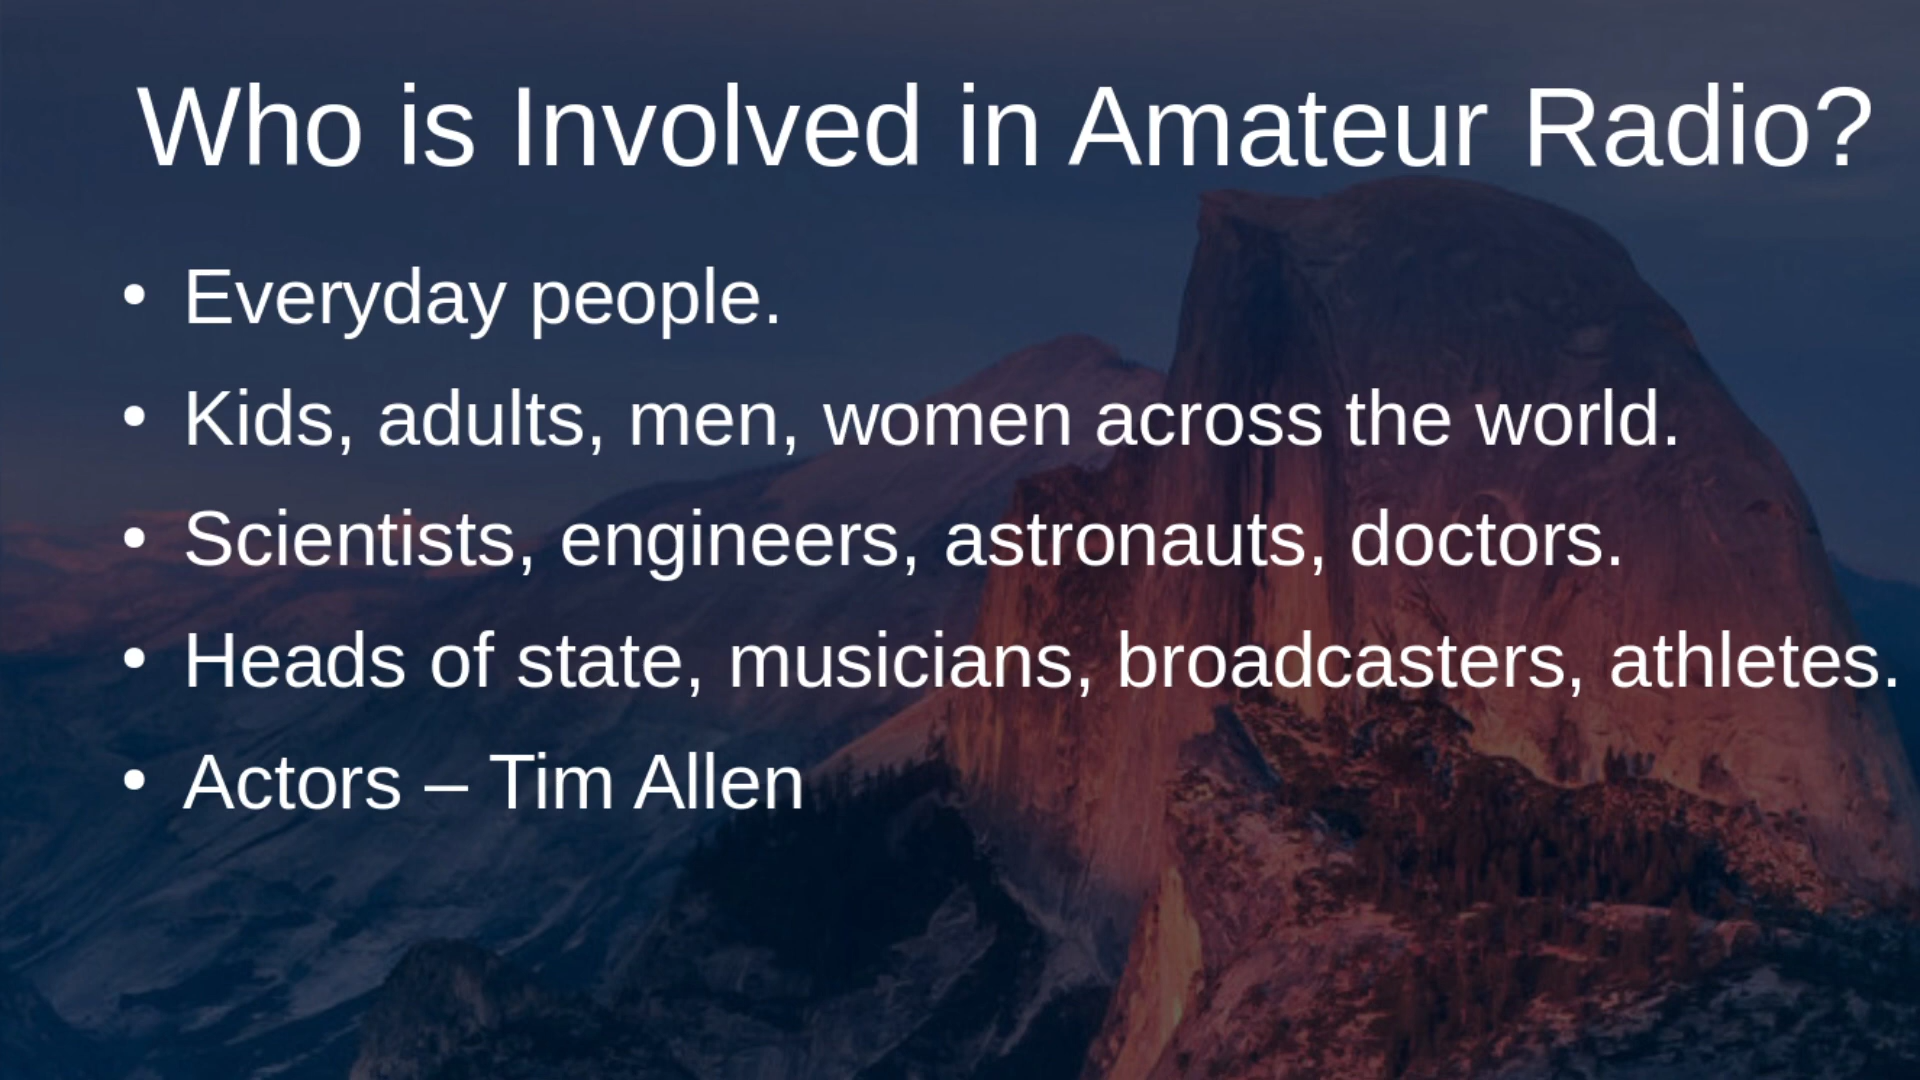 Who is Involved in Amateur Radio?
• Everyday people.
• Kids, adults, men, women across the world.
• Scientists, engineers, astronauts, doctors.
• Heads of state, musicians, broadcasters, athletes.
• Actors – Tim Allen